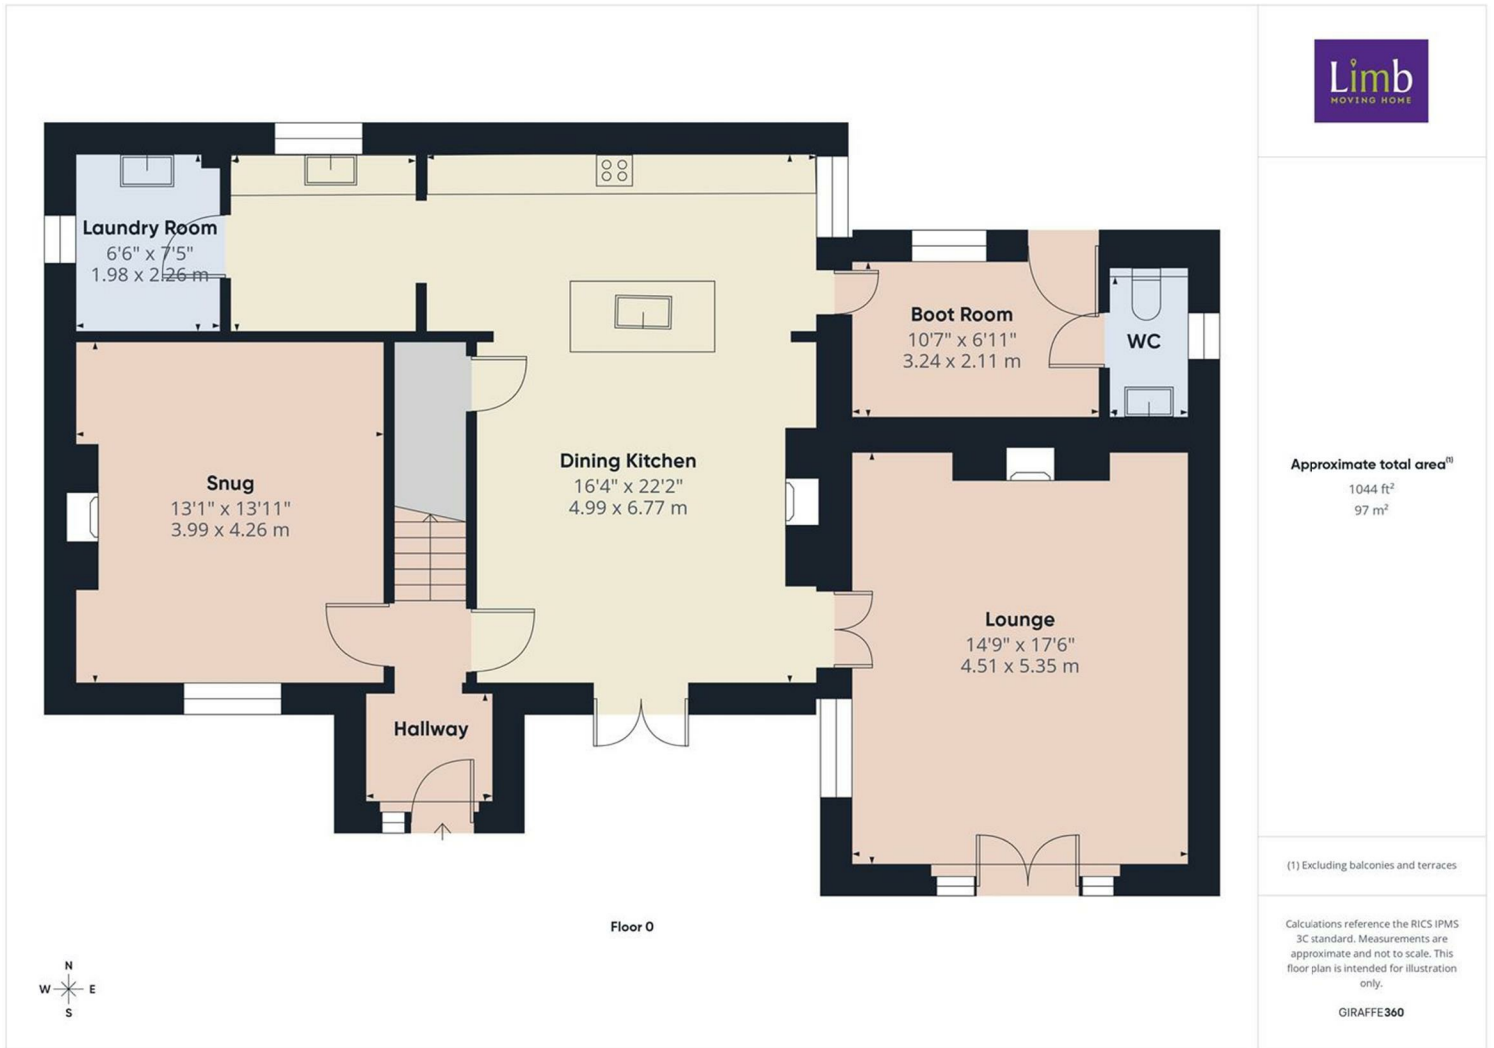 Limb
MOVING HOME
Laundry Room
6'6" x 7'5"
1.98 x 2.26 m
Boot Room
10'7" x 6'11"
3.24 x 2.11 m
WC
Snug
13'1" x 13'11"
3.99 x 4.26 m
Dining Kitchen
16'4" x 22'2"
4.99 x 6.77 m
Lounge
14'9" x 17'6"
4.51 x 5.35 m
Hallway
Floor 0
N
W E
S
Approximate total area(1)
1044 ft²
97 m²
(1) Excluding balconies and terraces
Calculations reference the RICS IPMS
3C standard. Measurements are
approximate and not to scale. This
floor plan is intended for illustration
only.
GIRAFFE360